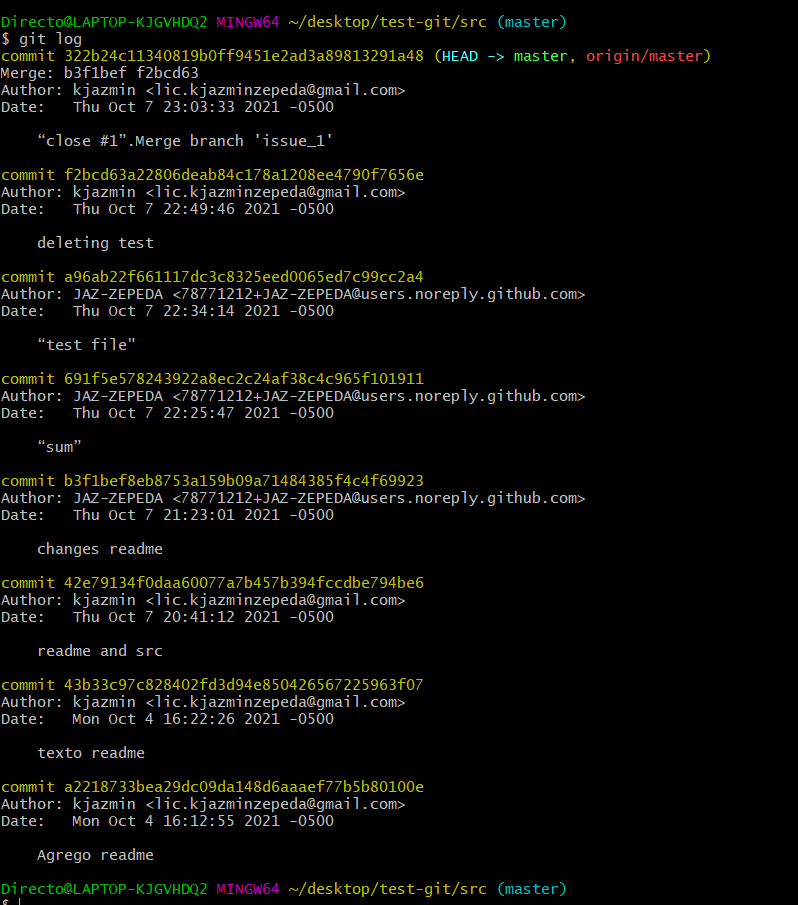 Directo@LAPTOP-KJGVHDQ2 MINGW64 ~/desktop/test-git/src (master)
$ git log
commit 322b24c11340819b0ff9451e2ad3a89813291a48 (HEAD -> master, origin/master)
Merge: b3f1bef f2bcd63
Author: kjazmin <lic.kjazminzepeda@gmail.com>
Date:   Thu Oct 7 23:03:33 2021 -0500

    “close #1”.Merge branch 'issue_1'

commit f2bcd63a22806deab84c178a1208ee4790f7656e
Author: kjazmin <lic.kjazminzepeda@gmail.com>
Date:   Thu Oct 7 22:49:46 2021 -0500

    deleting test

commit a96ab22f661117dc3c8325eed0065ed7c99cc2a4
Author: JAZ-ZEPEDA <78771212+JAZ-ZEPEDA@users.noreply.github.com>
Date:   Thu Oct 7 22:34:14 2021 -0500

    “test file"

commit 691f5e578243922a8ec2c24af38c4c965f101911
Author: JAZ-ZEPEDA <78771212+JAZ-ZEPEDA@users.noreply.github.com>
Date:   Thu Oct 7 22:25:47 2021 -0500

    “sum”

commit b3f1bef8eb8753a159b09a71484385f4c4f69923
Author: JAZ-ZEPEDA <78771212+JAZ-ZEPEDA@users.noreply.github.com>
Date:   Thu Oct 7 21:23:01 2021 -0500

    changes readme

commit 42e79134f0daa60077a7b457b394fccdbe794be6
Author: kjazmin <lic.kjazminzepeda@gmail.com>
Date:   Thu Oct 7 20:41:12 2021 -0500

    readme and src

commit 43b33c97c828402fd3d94e850426567225963f07
Author: kjazmin <lic.kjazminzepeda@gmail.com>
Date:   Mon Oct 4 16:22:26 2021 -0500

    texto readme

commit a2218733bea29dc09da148d6aaaef77b5b80100e
Author: kjazmin <lic.kjazminzepeda@gmail.com>
Date:   Mon Oct 4 16:12:55 2021 -0500

    Agrego readme

Directo@LAPTOP-KJGVHDQ2 MINGW64 ~/desktop/test-git/src (master)
$